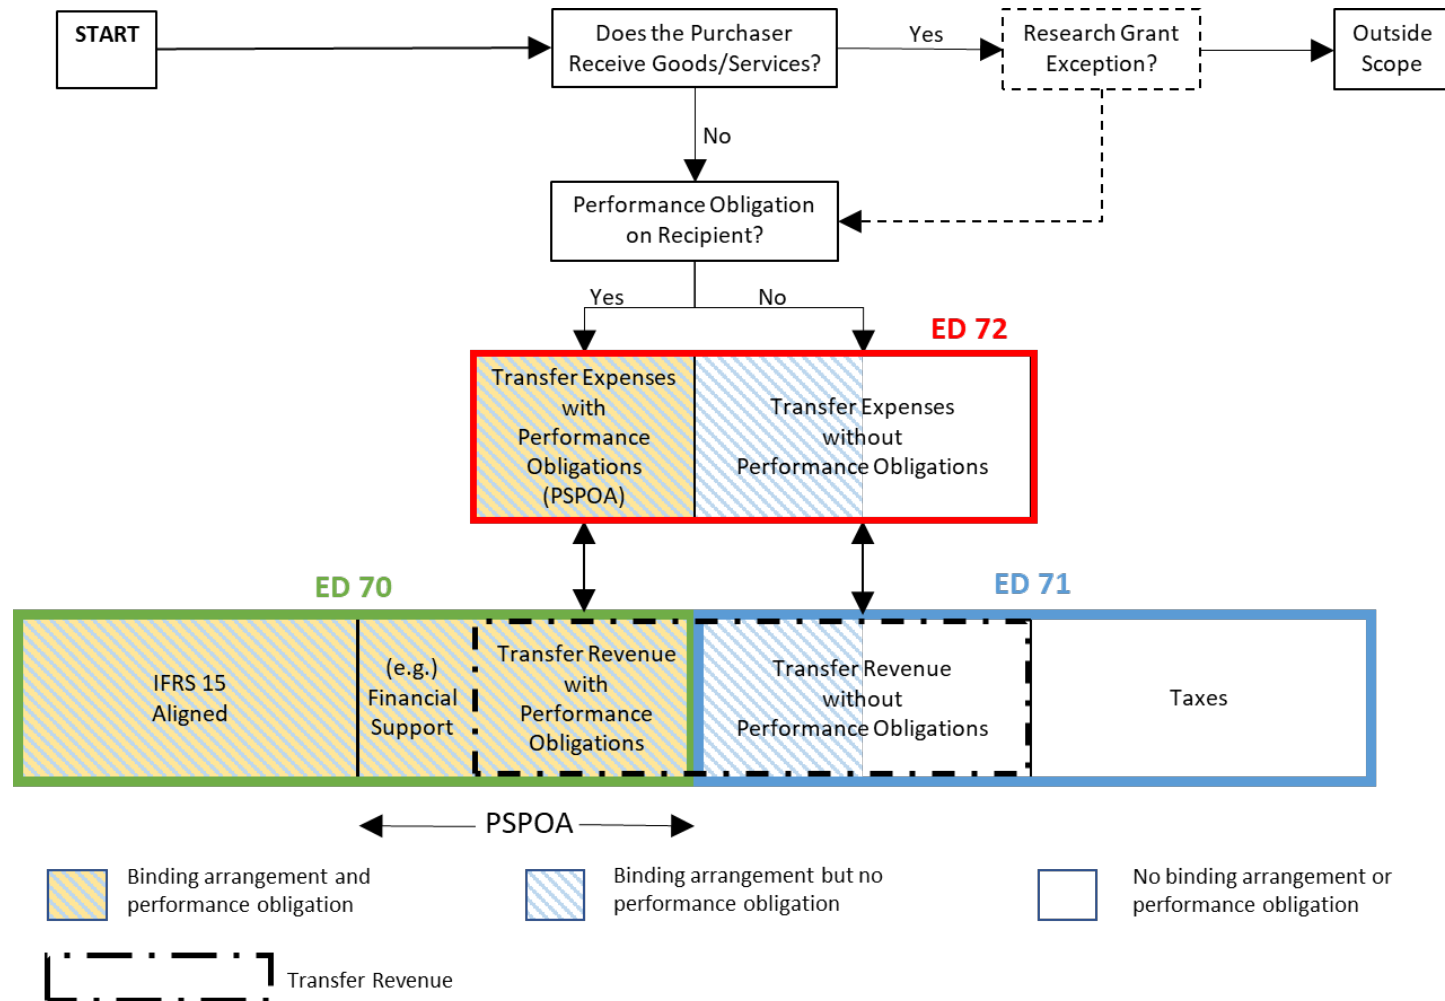 START
Does the Purchaser
Receive Goods/Services?
Yes
Research Grant
Exception?
Outside
Scope
No
Performance Obligation
on Recipient?
Yes
No
ED 72
Transfer Expenses
with
Performance
Obligations
(PSPOA)
Transfer Expenses
without
Performance Obligations
ED 70
ED 71
IFRS 15
Aligned
(e.g.)
Financial
Support
Transfer Revenue
with
Performance
Obligations
Transfer Revenue
without
Performance Obligations
Taxes
PSPOA
Binding arrangement and
performance obligation
Binding arrangement but no
performance obligation
No binding arrangement or
performance obligation
Transfer Revenue